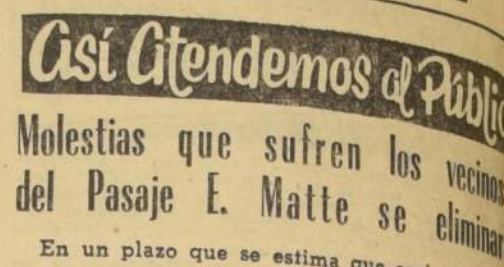 Así Atendemos al Públic
Molestias que sufren los vecinos
del Pasaje E. Matte se eliminar
En un plazo que se estima que